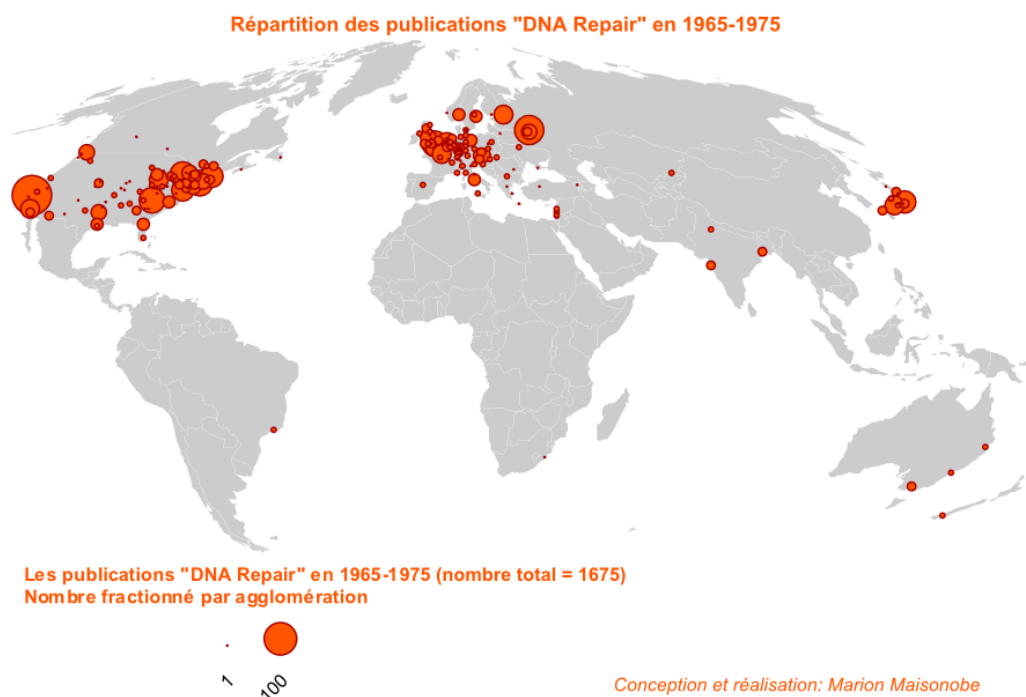 Répartition des publications "DNA Repair" en 1965-1975
Les publications "DNA Repair" en 1965-1975 (nombre total = 1675)
Nombre fractionné par agglomération
1
100
Conception et réalisation: Marion Maisonobe